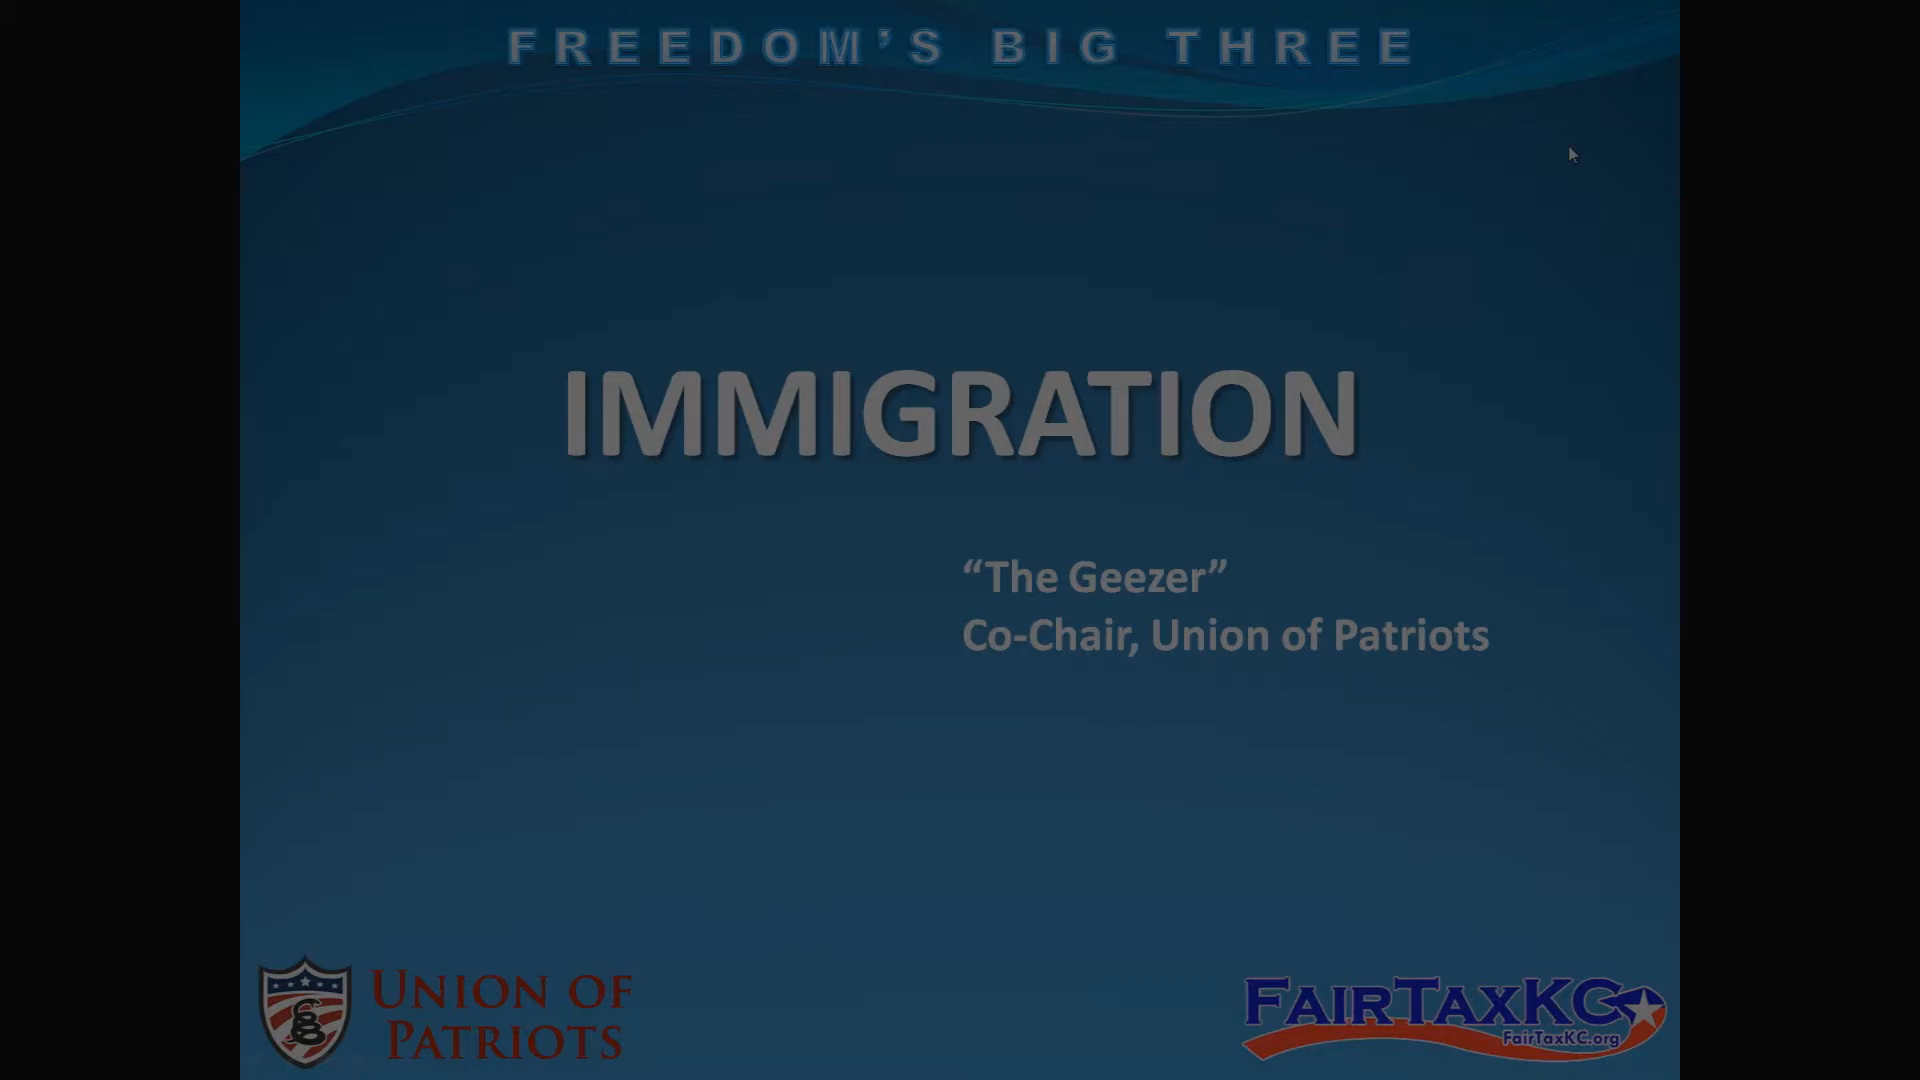 FREEDOM’S BIG THREE
IMMIGRATION
“The Geezer”
Co-Chair, Union of Patriots
UNION OF
PATRIOTS
FAIRTAXKC
FairTaxKC.org